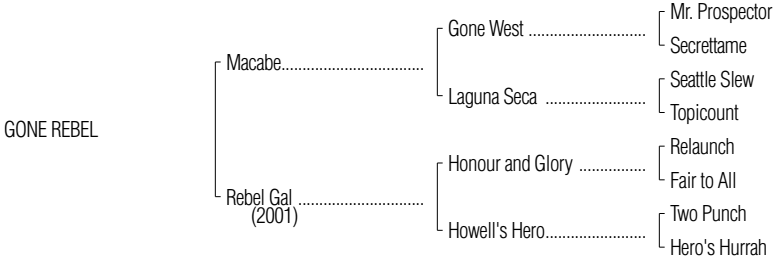 Mr. Prospector
Gone West ..............................
Secrettame
Macabe.....................................
Seattle Slew
Laguna Seca ..........................
Topicount
GONE REBEL
Relaunch
Honour and Glory .................
Fair to All
Rebel Gal .................................
(2001)
Two Punch
Howell's Hero..........................
Hero's Hurrah